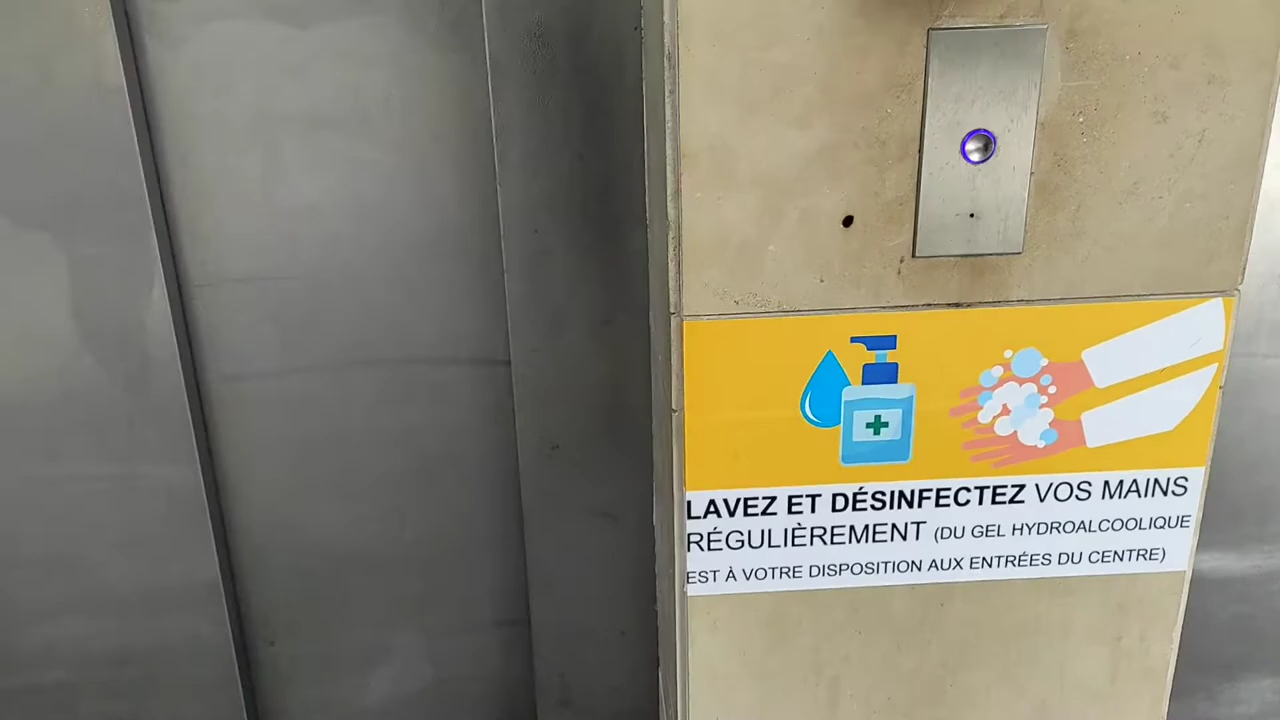 LAVEZ ET DÉSINFECTEZ VOS MAINS
RÉGULIÈREMENT (DU GEL HYDROALCOOLIQUE
EST À VOTRE DISPOSITION AUX ENTRÉES DU CENTRE)